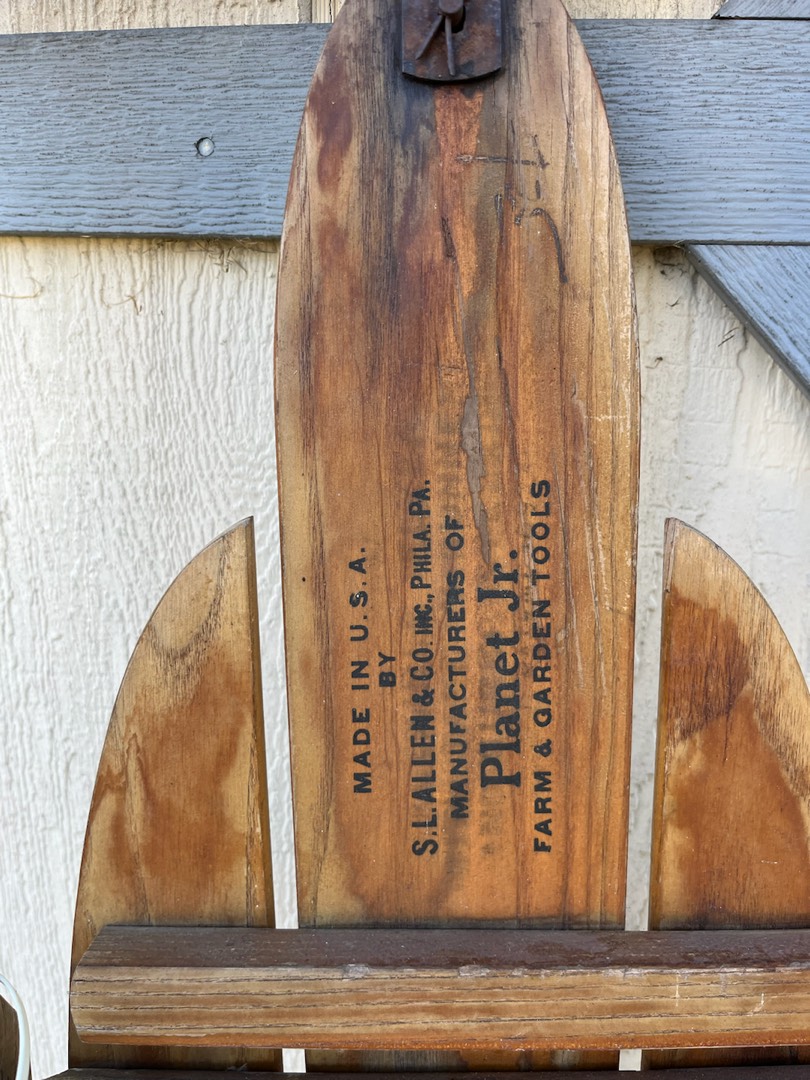 MADE IN U.S.A.
BY
S.L. ALLEN & CO. INC., PHILA. PA.
MANUFACTURERS OF
Planet Jr.
FARM & GARDEN TOOLS